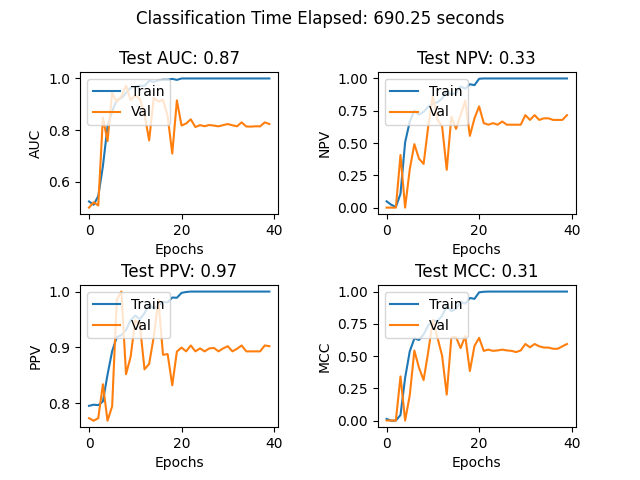 Classification Time Elapsed: 690.25 seconds
Test AUC: 0.87
1.0
0.8
0.6
AUC
Train
Val
0
20
40
Epochs
Test NPV: 0.33
1.00
0.75
0.50
0.25
0.00
NPV
Train
Val
0
20
40
Epochs
Test PPV: 0.97
1.0
0.9
0.8
PPV
Train
Val
0
20
40
Epochs
Test MCC: 0.31
1.00
0.75
0.50
0.25
0.00
MCC
Train
Val
0
20
40
Epochs